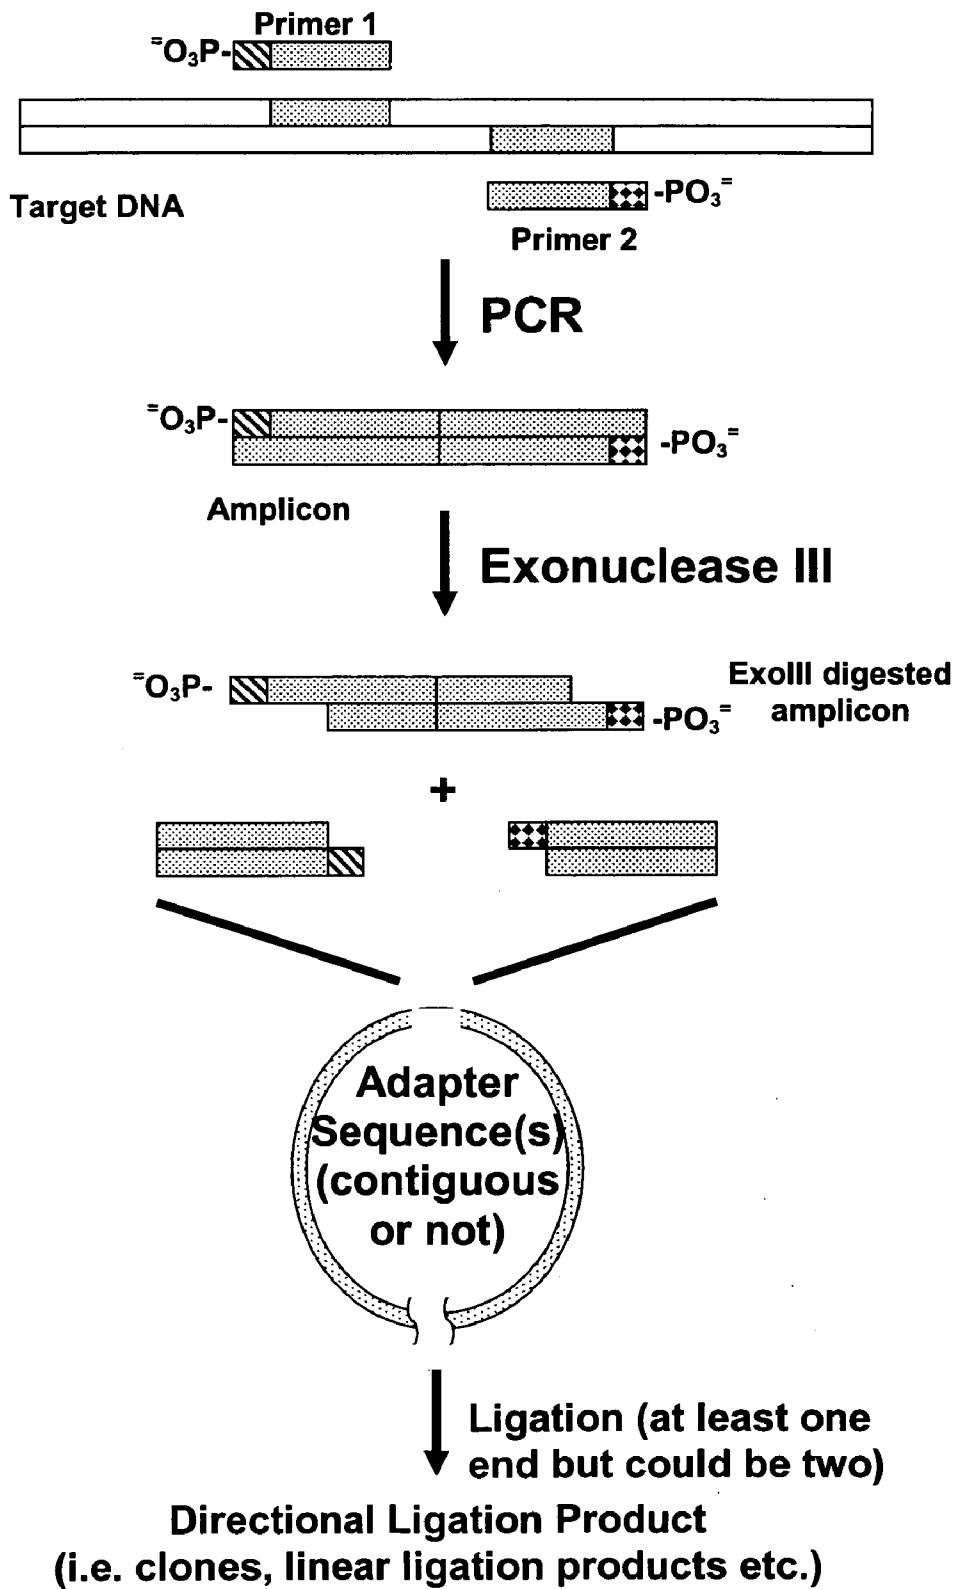 Primer 1
⁼O₃P-
Target DNA
-PO₃⁼
Primer 2
PCR
⁼O₃P-
-PO₃⁼
Amplicon
Exonuclease III
⁼O₃P-
ExoIII digested
amplicon
-PO₃⁼
+
Adapter
Sequence(s)
(contiguous
or not)
Ligation (at least one
end but could be two)
Directional Ligation Product
(i.e. clones, linear ligation products etc.)